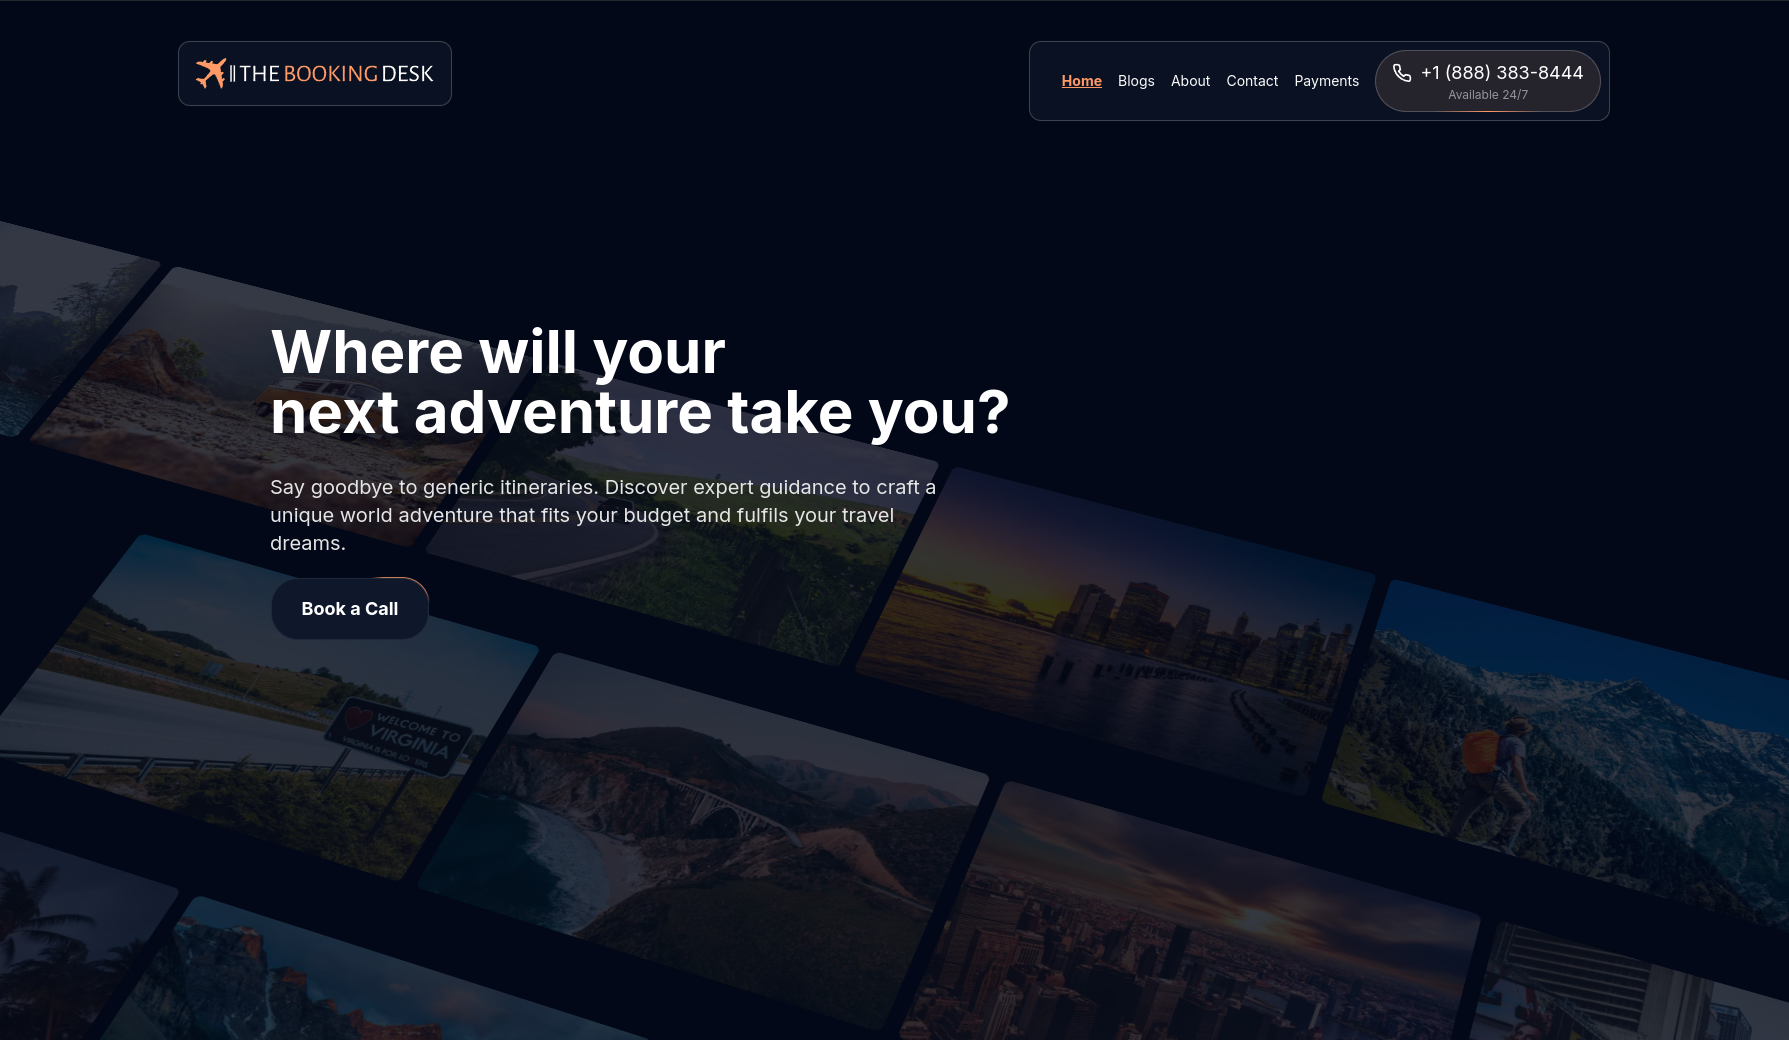 THE BOOKING DESK
Home
Blogs
About
Contact
Payments
+1 (888) 383-8444
Available 24/7
Where will your
next adventure take you?
Say goodbye to generic itineraries. Discover expert guidance to craft a
unique world adventure that fits your budget and fulfils your travel
dreams.
Book a Call
WELCOME TO
VIRGINIA
VIRGINIA IS FOR LO ERS